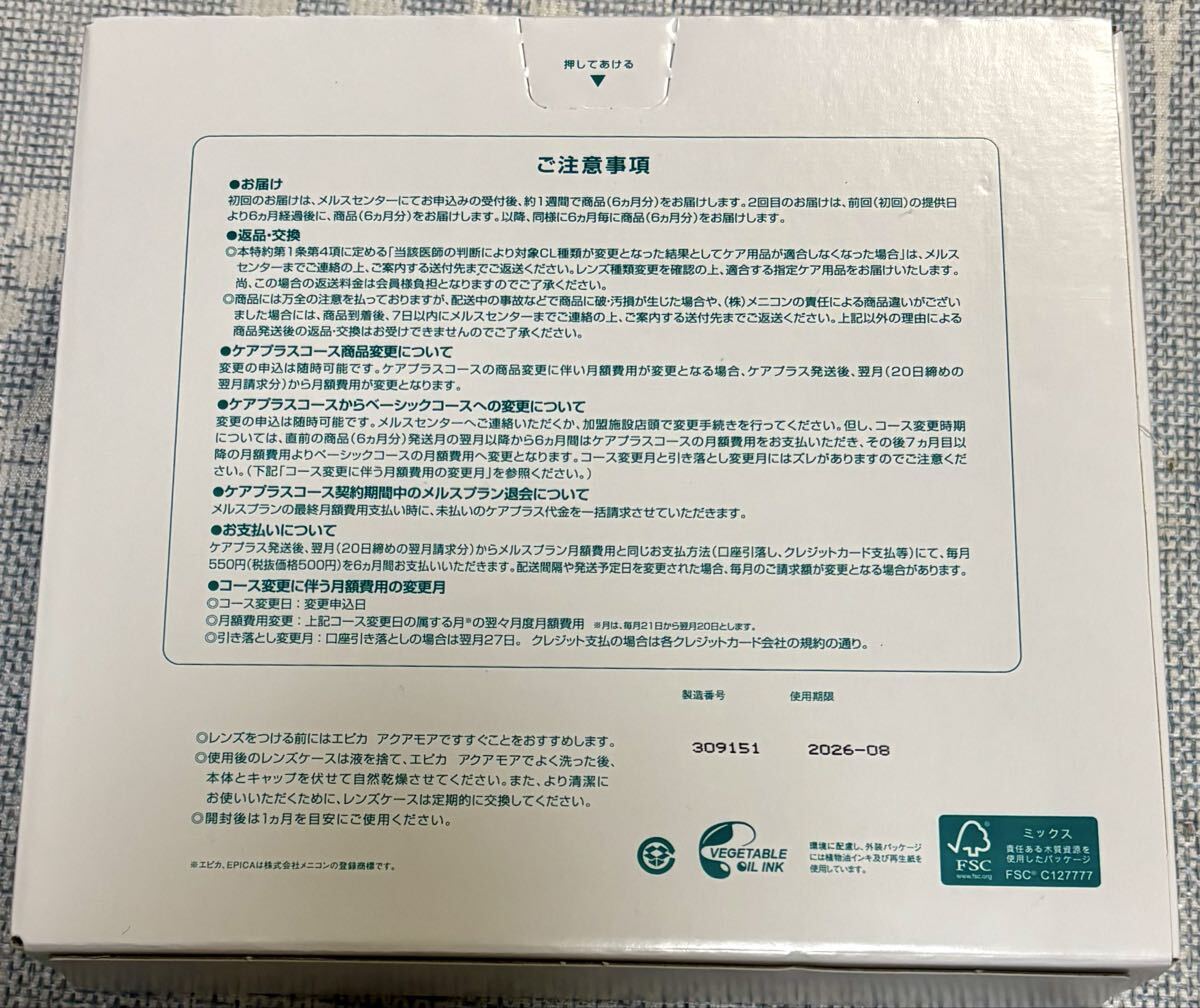 押してあける
▼
ご注意事項
●お届け
初回のお届けは、メルスセンターにてお申込みの受付後、約1週間で商品(6ヵ月分)をお届けします。2回目のお届けは、前回(初回)の提供日
より6ヵ月経過後に、商品(6ヵ月分)をお届けします。以降、同様に6ヵ月毎に商品(6ヵ月分)をお届けします。
●返品・交換
◎本特約第1条第4項に定める「当該医師の判断により対象CL種類が変更となった結果としてケア用品が適合しなくなった場合」は、メルス
センターまでご連絡の上、ご案内する送付先までご返送ください。レンズ種類変更を確認の上、適合する指定ケア用品をお届けいたします。
尚、この場合の返送料金は会員様負担となりますのでご了承ください。
◎商品には万全の注意を払っておりますが、配送中の事故などで商品に破・汚損が生じた場合や、(株)メニコンの責任による商品違いがござい
ました場合には、商品到着後、7日以内にメルスセンターまでご連絡の上、ご案内する送付先までご返送ください。上記以外の理由による
商品発送後の返品・交換はお受けできませんのでご了承ください。
●ケアプラスコース商品変更について
変更の申込は随時可能です。ケアプラスコースの商品変更に伴い月額費用が変更となる場合、ケアプラス発送後、翌月(20日締めの
翌月請求分)から月額費用が変更となります。
●ケアプラスコースからベーシックコースへの変更について
変更の申込は随時可能です。メルスセンターへご連絡いただくか、加盟施設店頭で変更手続きを行ってください。但し、コース変更時期
については、直前の商品(6ヵ月分)発送月の翌月以降から6ヵ月間はケアプラスコースの月額費用をお支払いただき、その後7ヵ月目以
降の月額費用よりベーシックコースの月額費用へ変更となります。コース変更月と引き落とし変更月にはズレがありますのでご注意くだ
さい。(下記「コース変更に伴う月額費用の変更月」を参照ください。)
●ケアプラスコース契約期間中のメルスプラン退会について
メルスプランの最終月額費用支払い時に、未払いのケアプラス代金を一括請求させていただきます。
●お支払いについて
ケアプラス発送後、翌月(20日締めの翌月請求分)からメルスプラン月額費用と同じお支払方法(口座引落し、クレジットカード支払等)にて、毎月
550円(税抜価格500円)を6ヵ月間お支払いいただきます。配送間隔や発送予定日を変更された場合、毎月のご請求額が変更となる場合があります。
●コース変更に伴う月額費用の変更月
◎コース変更日：変更申込日
◎月額費用変更：上記コース変更日の属する月※の翌々月度月額費用 ※月は、毎月21日から翌月20日とします。
◎引き落とし変更月：口座引き落としの場合は翌月27日。 クレジット支払の場合は各クレジットカード会社の規約の通り。
製造番号 使用期限
309151 2026-08
◎レンズをつける前にはエピカ アクアモアですすぐことをおすすめします。
◎使用後のレンズケースは液を捨て、エピカ アクアモアでよく洗った後、
本体とキャップを伏せて自然乾燥させてください。また、より清潔に
お使いいただくために、レンズケースは定期的に交換してください。
◎開封後は1ヵ月を目安にご使用ください。
※エピカ、EPICAは株式会社メニコンの登録商標です。
VEGETABLE
OIL INK
環境に配慮し、外装パッケージ
には植物油インキ及び再生紙を
使用しています。
FSC
www.fsc.org
ミックス
責任ある木質資源を
使用したパッケージ
FSC® C127777